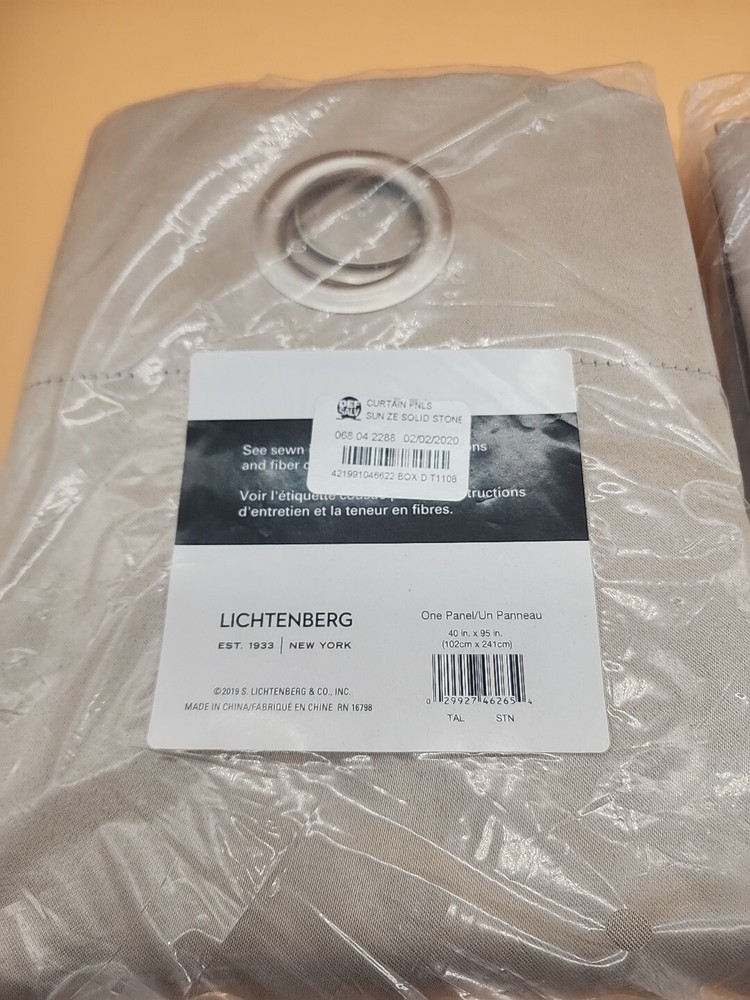 DEF
SALV
CURTAIN PNLS
SUN ZE SOLID STONE
068 04 2288 02/02/2020
421991046622 BOX D T1108
See sewn
and fiber
Voir l'étiquette
d'entretien et la teneur en fibres.
LICHTENBERG
EST. 1933 | NEW YORK
One Panel/Un Panneau
40 in. x 95 in.
(102cm x 241cm)
©2019 S. LICHTENBERG & CO., INC.
MADE IN CHINA/FABRIQUÉ EN CHINE RN 16798
0 29927 46265 4
TAL STN